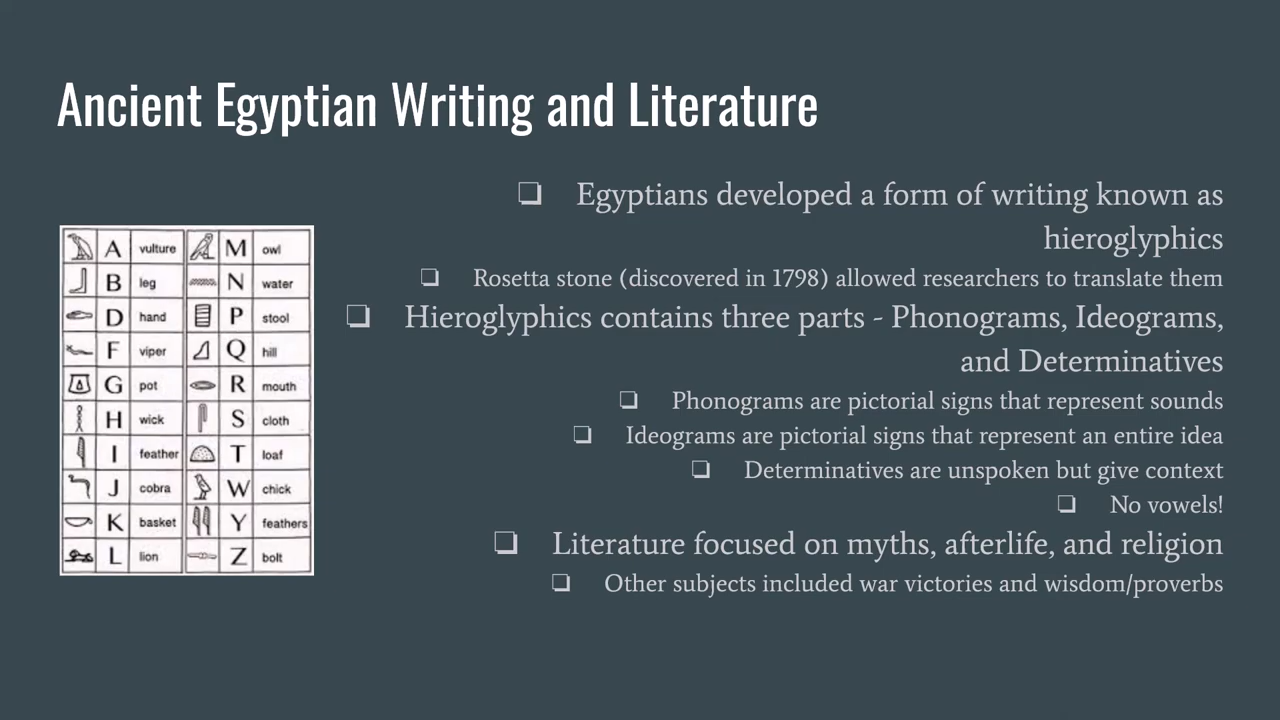 Ancient Egyptian Writing and Literature
A vulture M owl
B leg N water
D hand P stool
F viper Q hill
G pot R mouth
H wick S cloth
I feather T loaf
J cobra W chick
K basket Y feathers
L lion Z bolt
❏ Egyptians developed a form of writing known as
hieroglyphics
❏ Rosetta stone (discovered in 1798) allowed researchers to translate them
❏ Hieroglyphics contains three parts - Phonograms, Ideograms,
and Determinatives
❏ Phonograms are pictorial signs that represent sounds
❏ Ideograms are pictorial signs that represent an entire idea
❏ Determinatives are unspoken but give context
❏ No vowels!
❏ Literature focused on myths, afterlife, and religion
❏ Other subjects included war victories and wisdom/proverbs